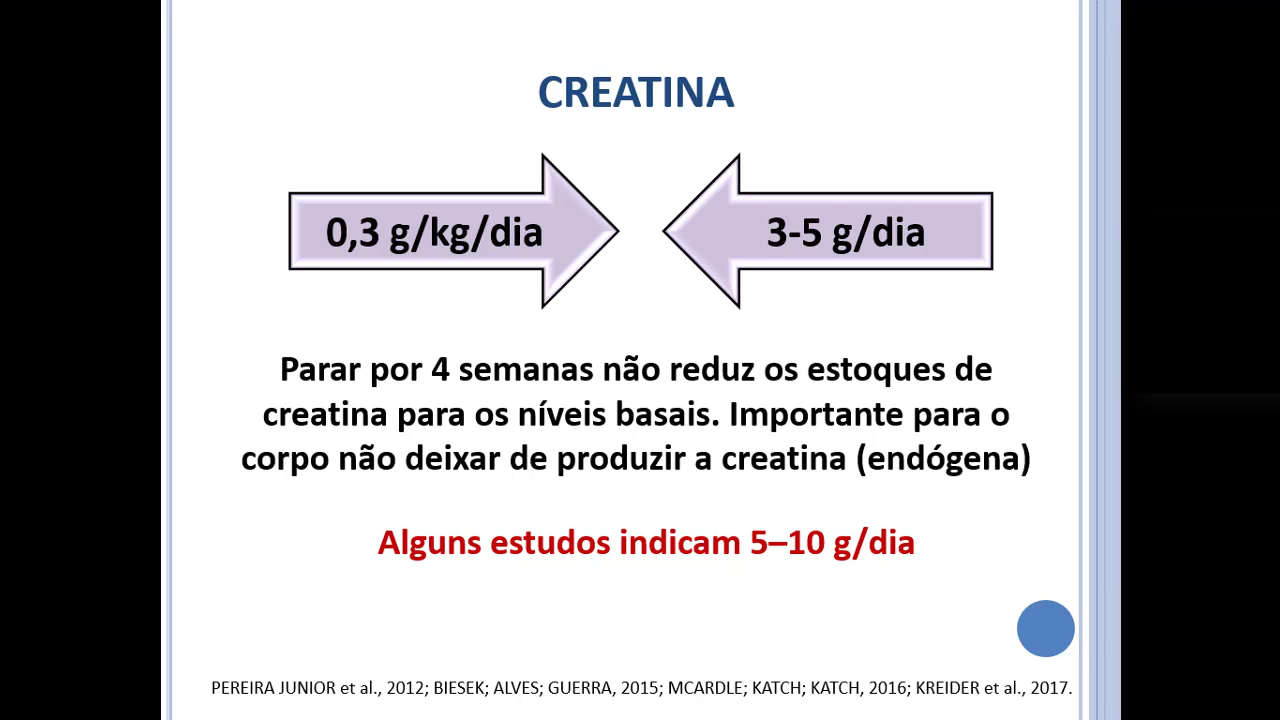 CREATINA
0,3 g/kg/dia
3-5 g/dia
Parar por 4 semanas não reduz os estoques de
creatina para os níveis basais. Importante para o
corpo não deixar de produzir a creatina (endógena)
Alguns estudos indicam 5–10 g/dia
PEREIRA JUNIOR et al., 2012; BIESEK; ALVES; GUERRA, 2015; MCARDLE; KATCH; KATCH, 2016; KREIDER et al., 2017.